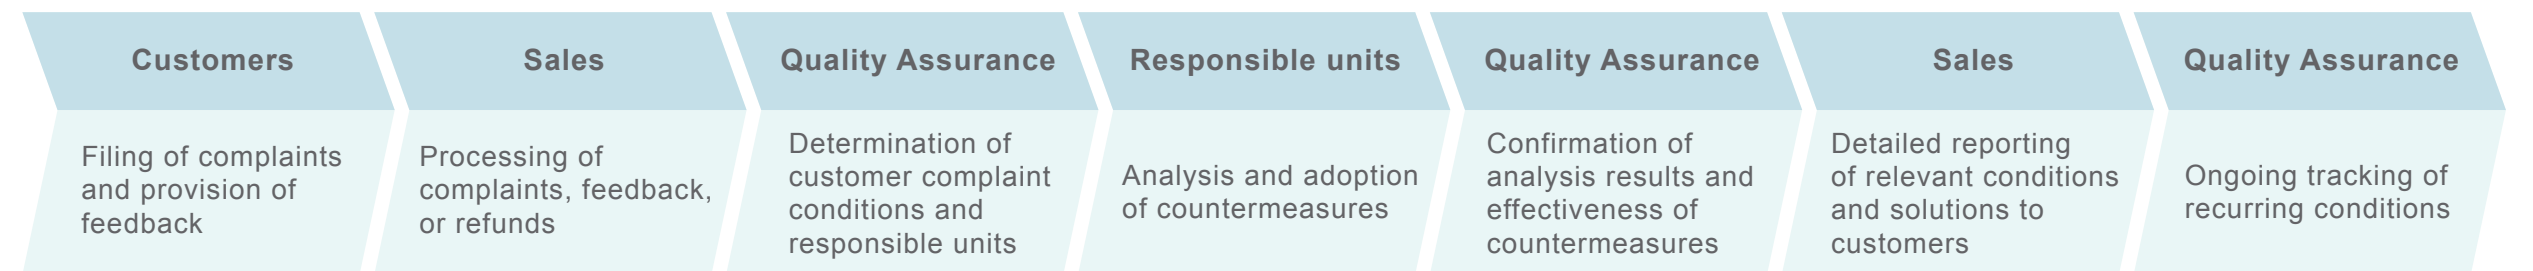 Customers
Filing of complaints
and provision of
feedback
Sales
Processing of
complaints, feedback,
or refunds
Quality Assurance
Determination of
customer complaint
conditions and
responsible units
Responsible units
Analysis and adoption
of countermeasures
Quality Assurance
Confirmation of
analysis results and
effectiveness of
countermeasures
Sales
Detailed reporting
of relevant conditions
and solutions to
customers
Quality Assurance
Ongoing tracking of
recurring conditions